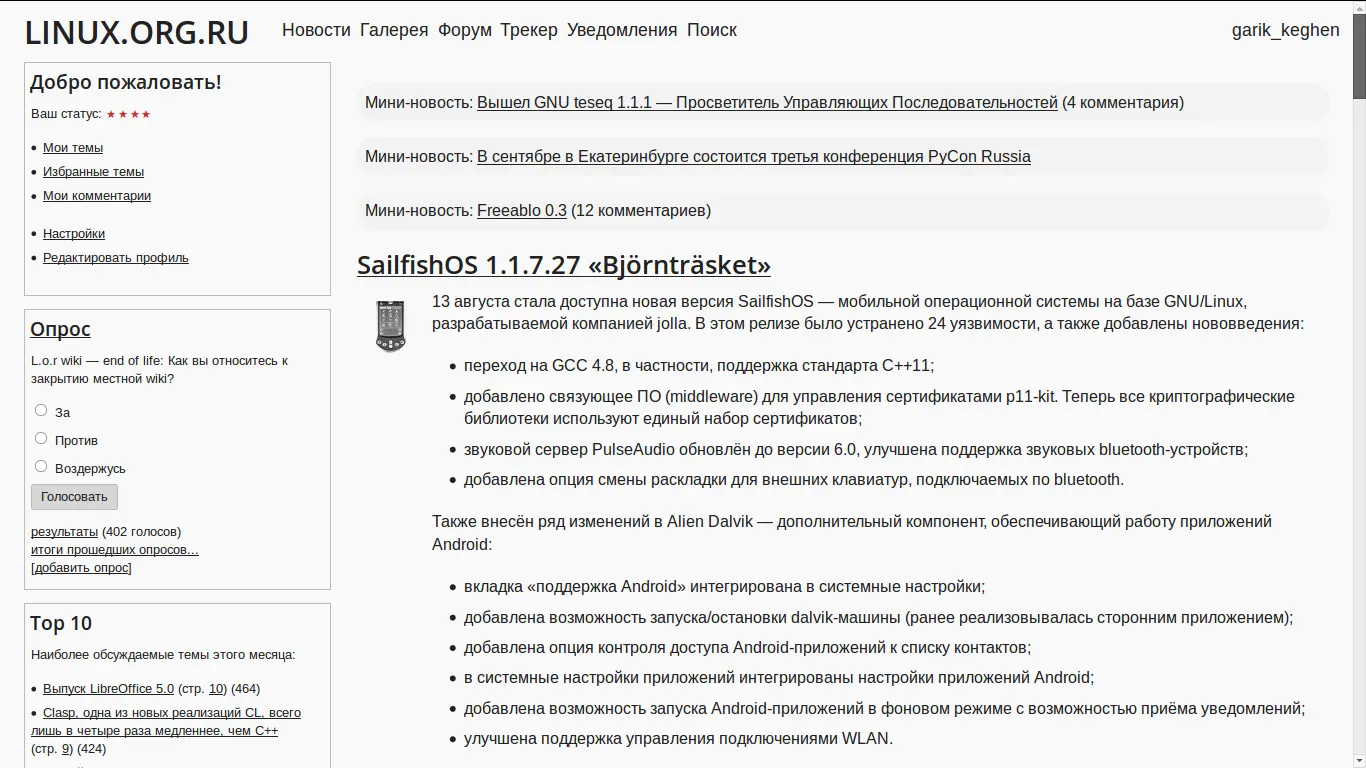 LINUX.ORG.RU
Новости Галерея Форум Трекер Уведомления Поиск
garik_keghen
Добро пожаловать!
Ваш статус: ★★★★
• Мои темы
• Избранные темы
• Мои комментарии
• Настройки
• Редактировать профиль
Опрос
L.o.r wiki — end of life: Как вы относитесь к
закрытию местной wiki?
За
Против
Воздержусь
Голосовать
результаты (402 голосов)
итоги прошедших опросов...
[добавить опрос]
Top 10
Наиболее обсуждаемые темы этого месяца:
• Выпуск LibreOffice 5.0 (стр. 10) (464)
• Clasp, одна из новых реализаций CL, всего
лишь в четыре раза медленнее, чем C++
(стр. 9) (424)
Мини-новость: Вышел GNU teseq 1.1.1 — Просветитель Управляющих Последовательностей (4 комментария)
Мини-новость: В сентябре в Екатеринбурге состоится третья конференция PyCon Russia
Мини-новость: Freeablo 0.3 (12 комментариев)
SailfishOS 1.1.7.27 «Björnträsket»
13 августа стала доступна новая версия SailfishOS — мобильной операционной системы на базе GNU/Linux,
разрабатываемой компанией jolla. В этом релизе было устранено 24 уязвимости, а также добавлены нововведения:
• переход на GCC 4.8, в частности, поддержка стандарта C++11;
• добавлено связующее ПО (middleware) для управления сертификатами p11-kit. Теперь все криптографические
библиотеки используют единый набор сертификатов;
• звуковой сервер PulseAudio обновлён до версии 6.0, улучшена поддержка звуковых bluetooth-устройств;
• добавлена опция смены раскладки для внешних клавиатур, подключаемых по bluetooth.
Также внесён ряд изменений в Alien Dalvik — дополнительный компонент, обеспечивающий работу приложений
Android:
• вкладка «поддержка Android» интегрирована в системные настройки;
• добавлена возможность запуска/остановки dalvik-машины (ранее реализовывалась сторонним приложением);
• добавлена опция контроля доступа Android-приложений к списку контактов;
• в системные настройки приложений интегрированы настройки приложений Android;
• добавлена возможность запуска Android-приложений в фоновом режиме с возможностью приёма уведомлений;
• улучшена поддержка управления подключениями WLAN.